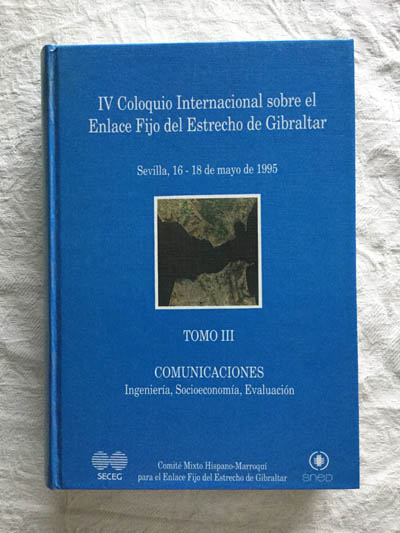 IV Coloquio Internacional sobre el
Enlace Fijo del Estrecho de Gibraltar
Sevilla, 16 - 18 de mayo de 1995
TOMO III
COMUNICACIONES
Ingeniería, Socioeconomía, Evaluación
SECEG
Comité Mixto Hispano-Marroquí
para el Enlace Fijo del Estrecho de Gibraltar
SNED